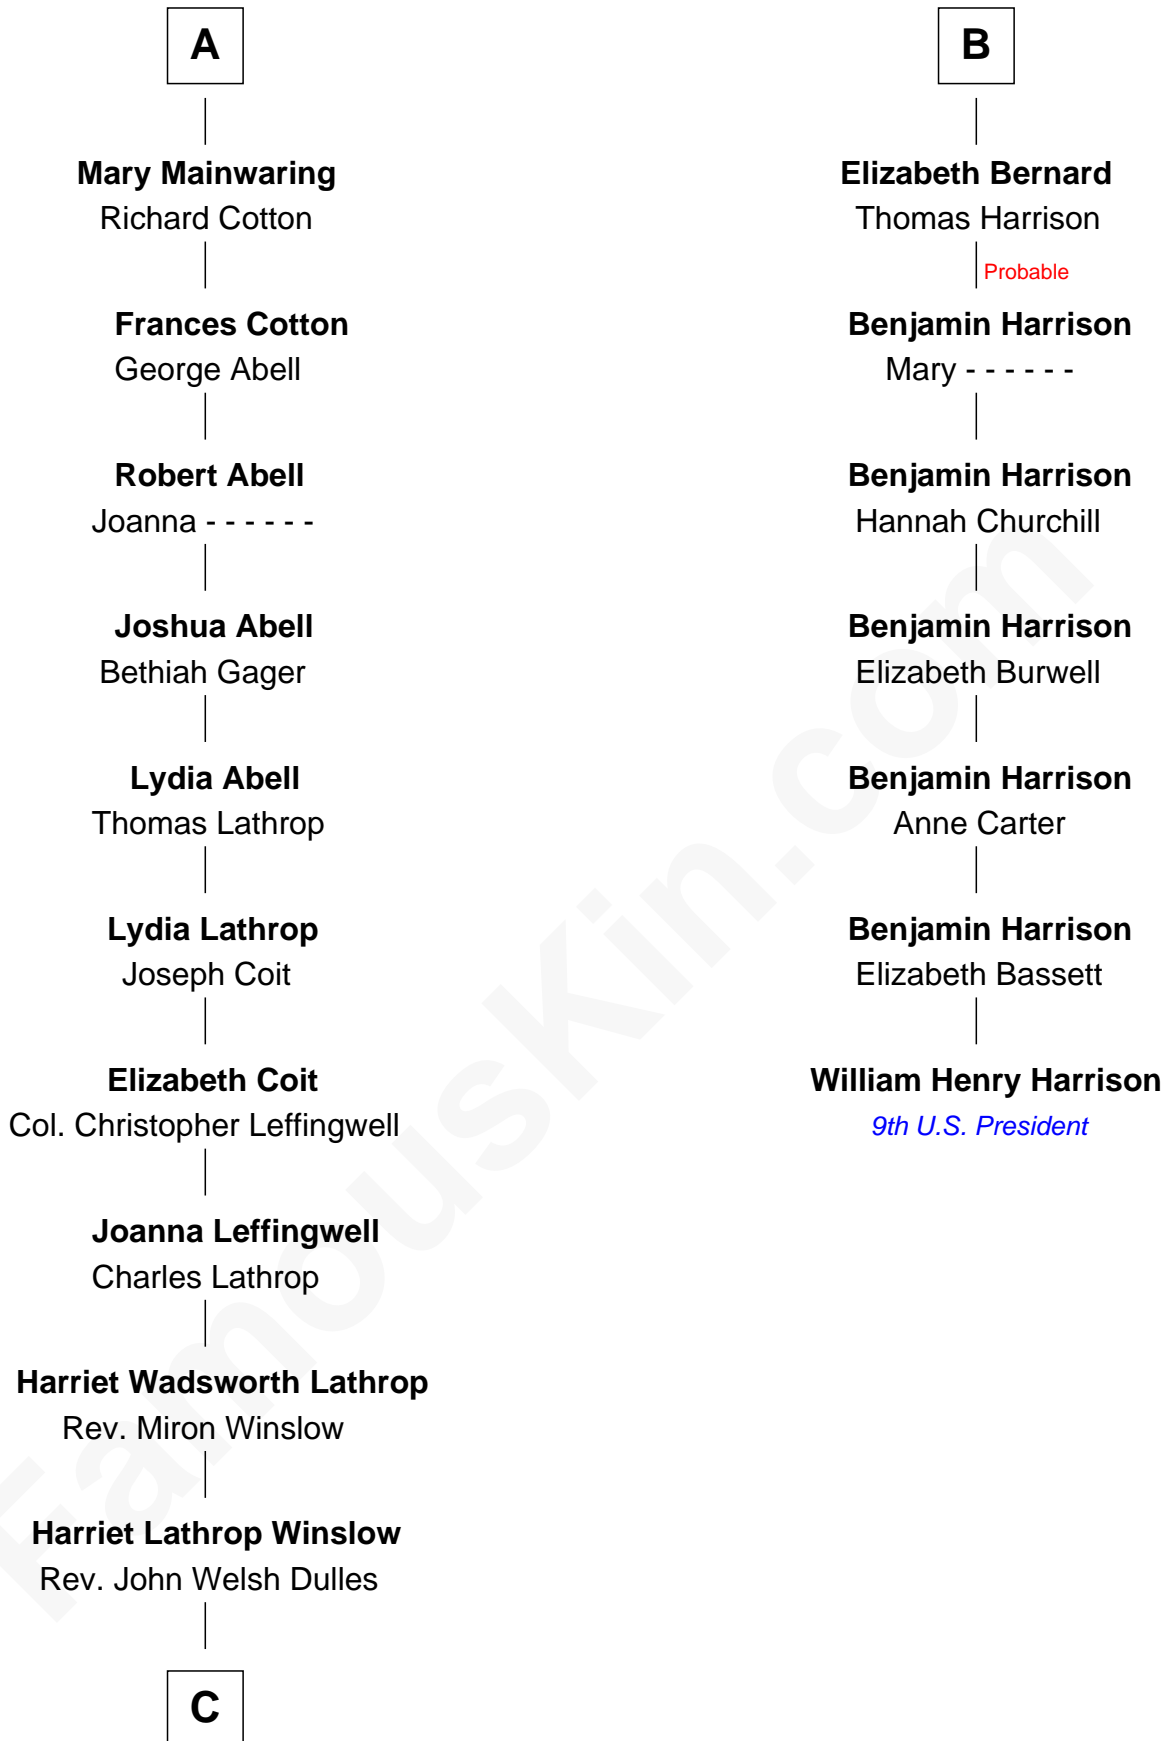 A
Mary Mainwaring
Richard Cotton
Frances Cotton
George Abell
Robert Abell
Joanna - - - - - -
Joshua Abell
Bethiah Gager
Lydia Abell
Thomas Lathrop
Lydia Lathrop
Joseph Coit
Elizabeth Coit
Col. Christopher Leffingwell
Joanna Leffingwell
Charles Lathrop
Harriet Wadsworth Lathrop
Rev. Miron Winslow
Harriet Lathrop Winslow
Rev. John Welsh Dulles
C
B
Elizabeth Bernard
Thomas Harrison
Probable
Benjamin Harrison
Mary - - - - - -
Benjamin Harrison
Hannah Churchill
Benjamin Harrison
Elizabeth Burwell
Benjamin Harrison
Anne Carter
Benjamin Harrison
Elizabeth Bassett
William Henry Harrison
9th U.S. President
FamousKin.com